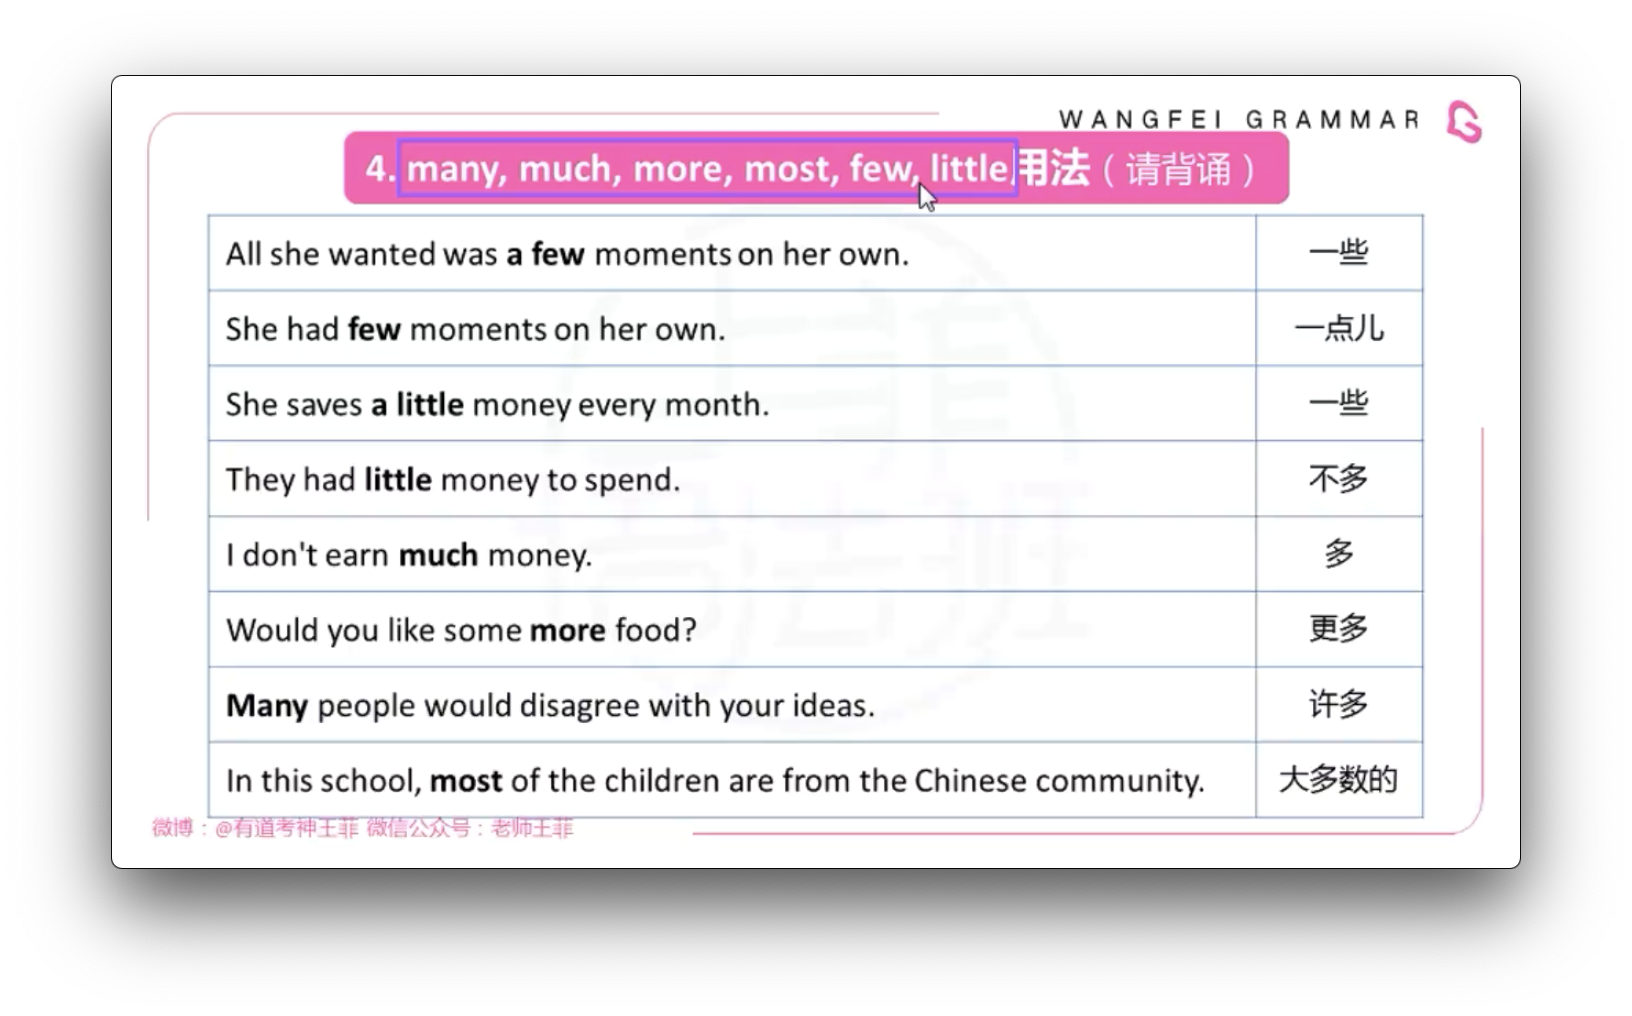 WANGFEI GRAMMAR
4. many, much, more, most, few, little用法（请背诵）
All she wanted was a few moments on her own. 一些
She had few moments on her own. 一点儿
She saves a little money every month. 一些
They had little money to spend. 不多
I don't earn much money. 多
Would you like some more food? 更多
Many people would disagree with your ideas. 许多
In this school, most of the children are from the Chinese community. 大多数的
微博：@有道考神王菲 微信公众号：老师王菲